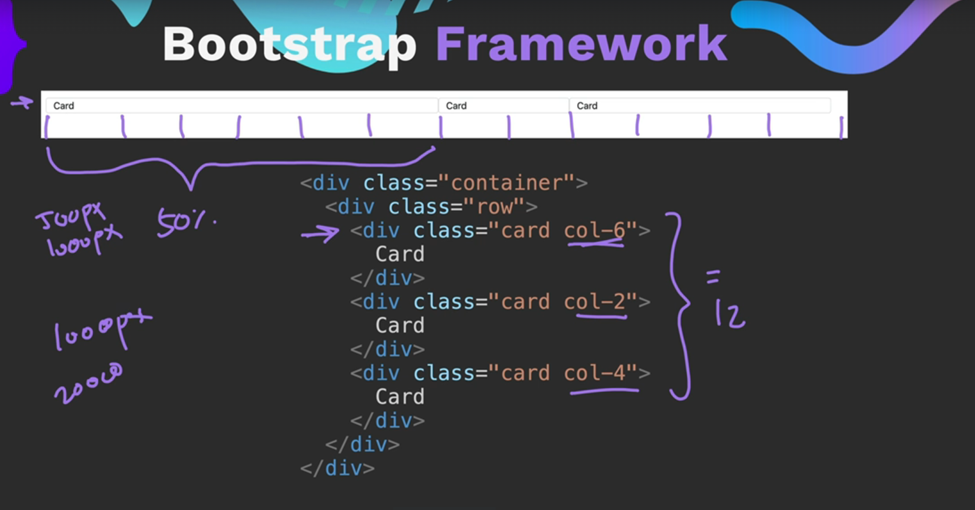 Bootstrap Framework
Card Card Card
500px
1000px
50%
1000px
2000
<div class="container">
<div class="row">
<div class="card col-6">
Card
</div>
<div class="card col-2">
Card
</div>
<div class="card col-4">
Card
</div>
</div>
</div>
=
12